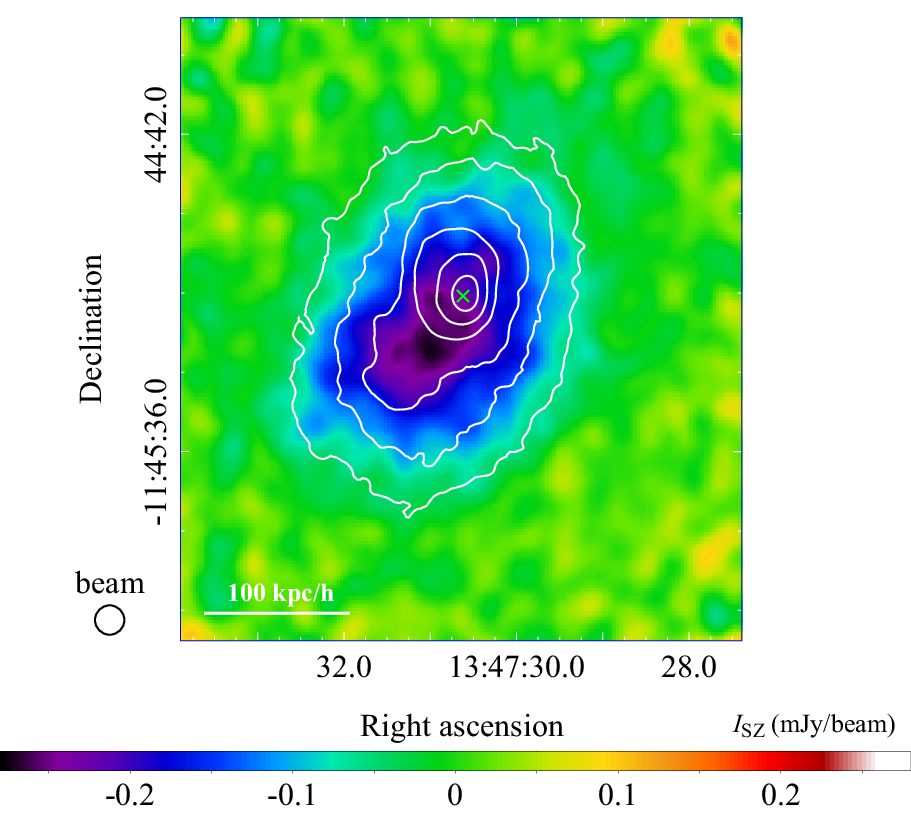 44:42.0
Declination
-11:45:36.0
beam
100 kpc/h
32.0 13:47:30.0 28.0
Right ascension
I_SZ (mJy/beam)
-0.2 -0.1 0 0.1 0.2